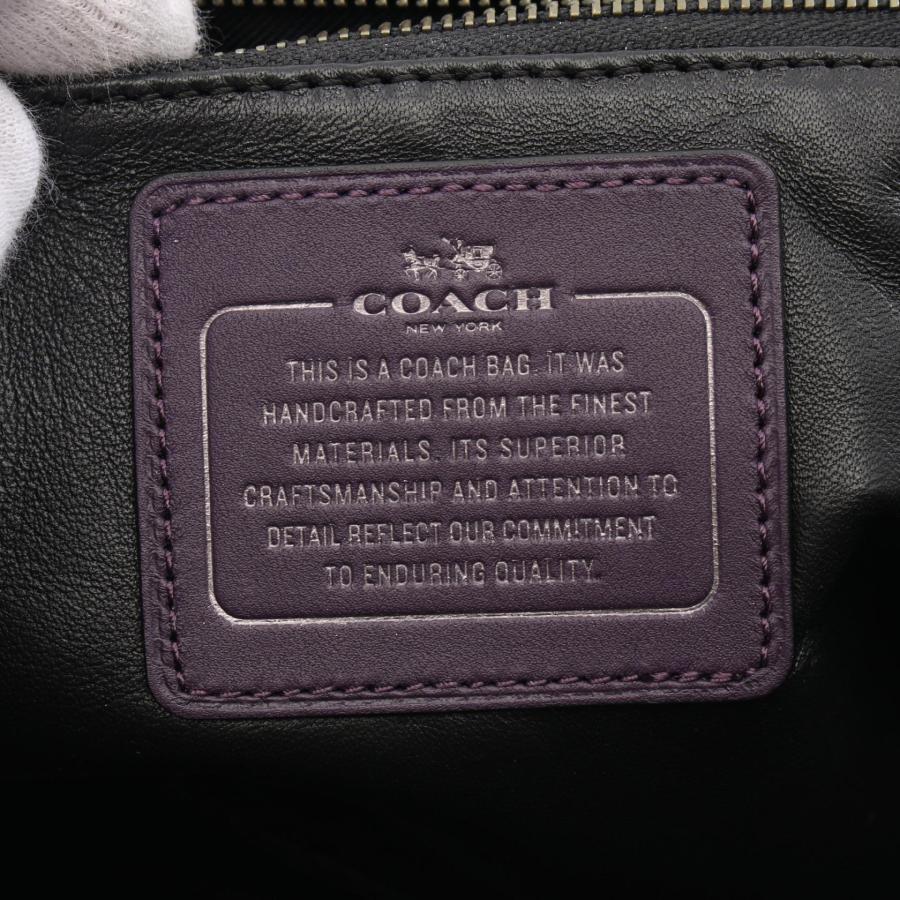 COACH
NEW YORK
THIS IS A COACH BAG. IT WAS
HANDCRAFTED FROM THE FINEST
MATERIALS. ITS SUPERIOR
CRAFTSMANSHIP AND ATTENTION TO
DETAIL REFLECT OUR COMMITMENT
TO ENDURING QUALITY.